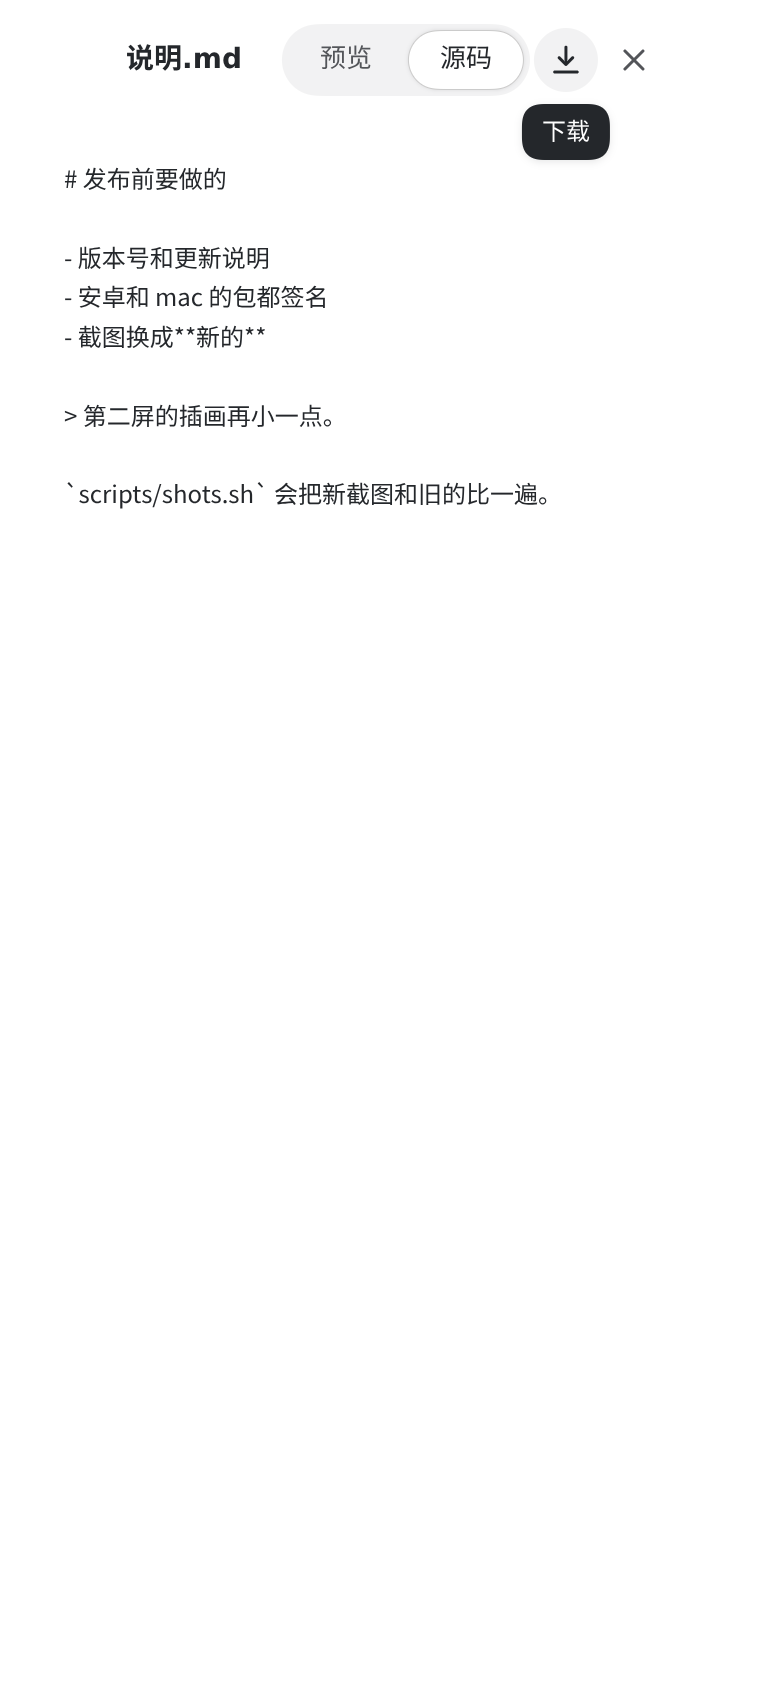 说明.md
预览
源码
下载
# 发布前要做的
- 版本号和更新说明
- 安卓和 mac 的包都签名
- 截图换成**新的**
> 第二屏的插画再小一点。
`scripts/shots.sh` 会把新截图和旧的比一遍。